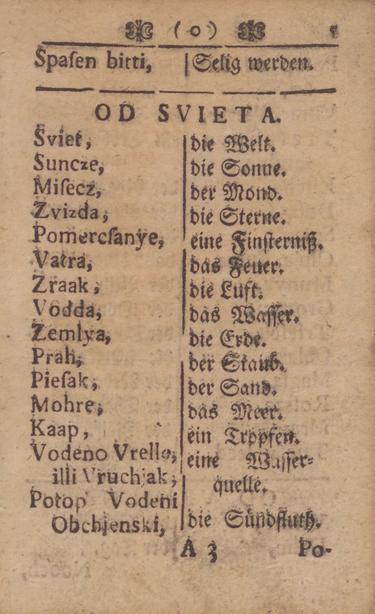 ( o )
Spaſen bitti, Selig werden.
OD SVIETA.
Sviet, die Welt.
Suncze, die Sonne.
Miſecz, der Mond.
Zvizda, die Sterne.
Pomercſanye, eine Finſterniß.
Vatra, das Feuer.
Zraak, die Luft.
Vodda, das Waſſer.
Zemlya, die Erde.
Prah, der Staub.
Pieſak, der Sand.
Mohre, das Meer.
Kaap, ein Tropfen.
Vodeno Vrello, eine Waſſer-
illi Vruchjak, quelle.
Potop Vodeni
Obchjenski, die Sündfluth.
A 3 Po-